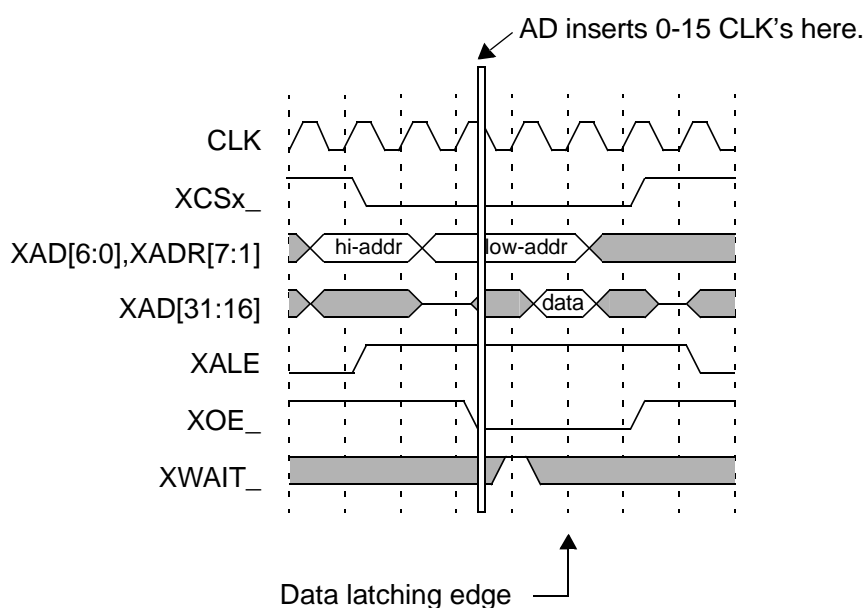 AD inserts 0-15 CLK's here.
CLK
XCSx_
XAD[6:0],XADR[7:1]
hi-addr
low-addr
XAD[31:16]
data
XALE
XOE_
XWAIT_
Data latching edge